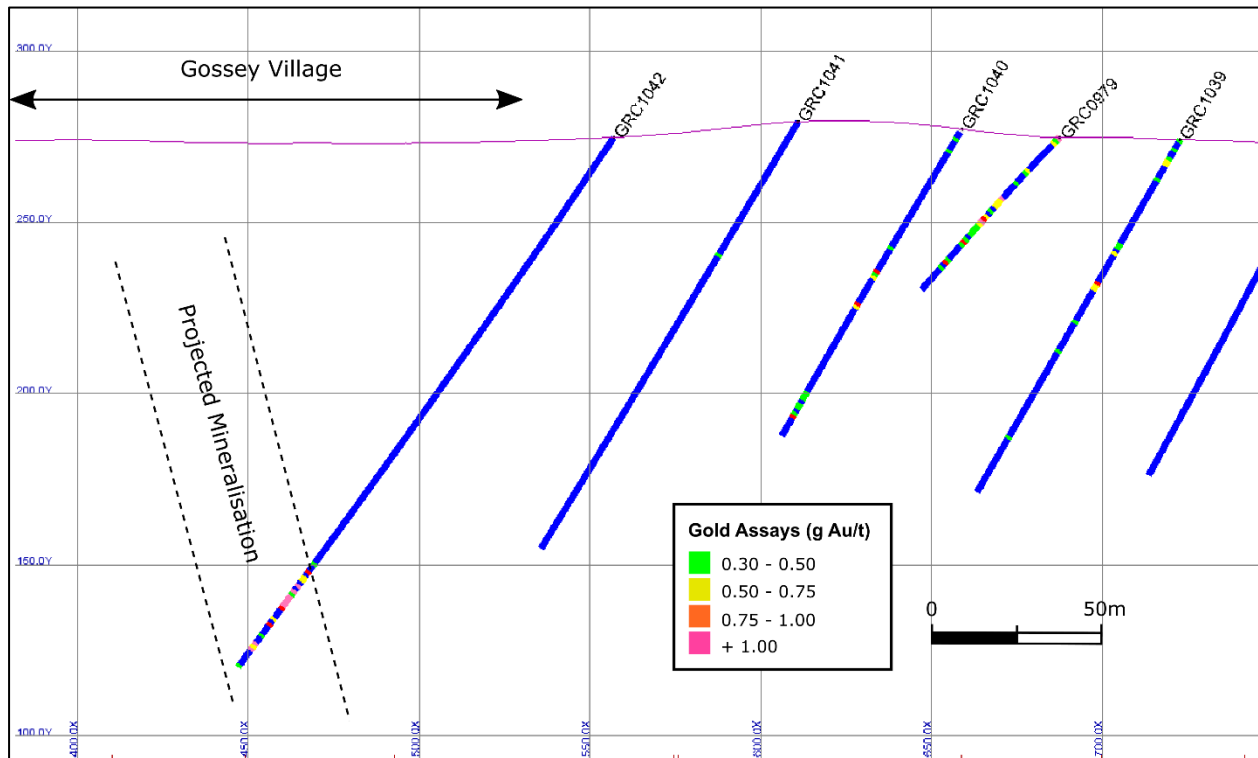 300.0Y
Gossey Village
GRC1042
GRC1041
GRC1040
GRC0979
GRC1039
250.0Y
200.0Y
Projected Mineralisation
150.0Y
Gold Assays (g Au/t)
0.30 - 0.50
0.50 - 0.75
0.75 - 1.00
+ 1.00
0 50m
100.0Y
400.0X
450.0X
500.0X
550.0X
600.0X
650.0X
700.0X